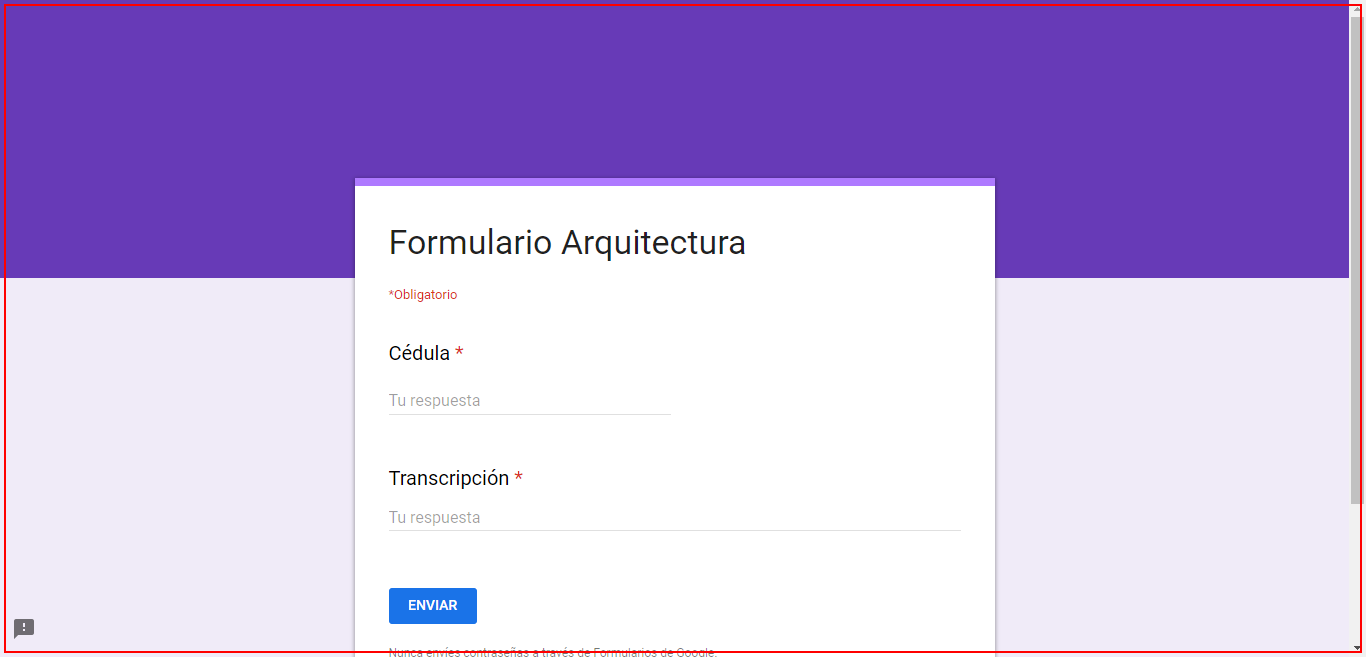 Formulario Arquitectura
*Obligatorio
Cédula *
Tu respuesta
Transcripción *
Tu respuesta
ENVIAR
Nunca envíes contraseñas a través de Formularios de Google.